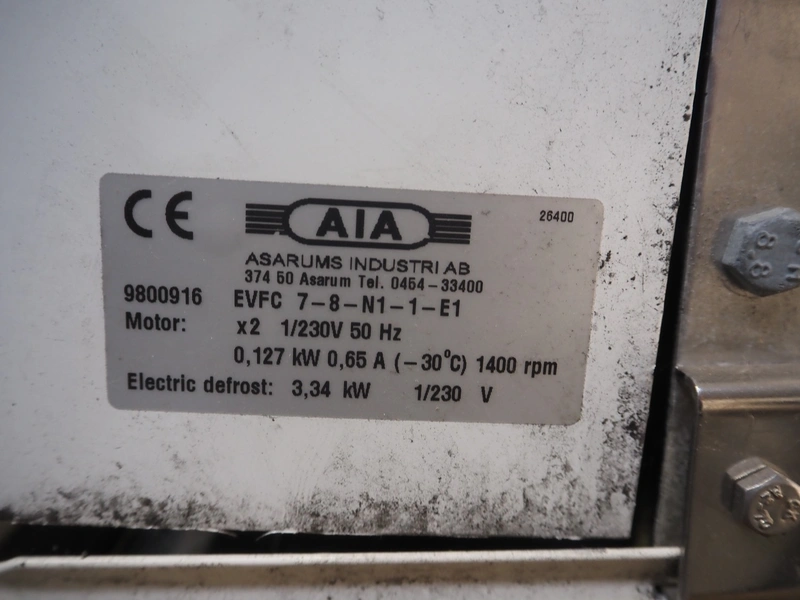 CE AIA 26400
ASARUMS INDUSTRI AB
374 50 Asarum Tel. 0454-33400
9800916 EVFC 7-8-N1-1-E1
Motor: x2 1/230V 50 Hz
0,127 kW 0,65 A (-30°C) 1400 rpm
Electric defrost: 3,34 kW 1/230 V
8.8